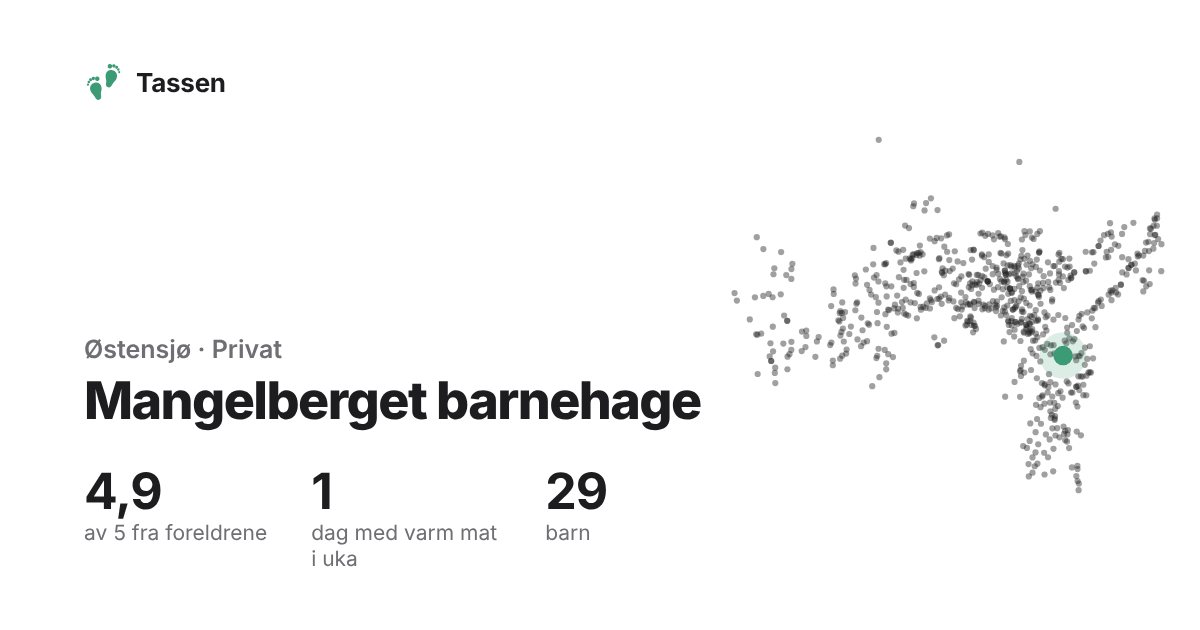 Tassen
Østensjø · Privat
Mangelberget barnehage
4,9
av 5 fra foreldrene
1
dag med varm mat
i uka
29
barn